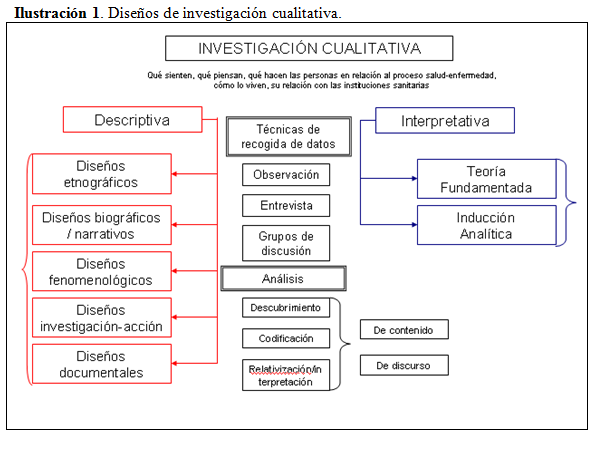 Ilustración 1. Diseños de investigación cualitativa.
INVESTIGACIÓN CUALITATIVA
Qué sienten, qué piensan, qué hacen las personas en relación al proceso salud-enfermedad,
cómo lo viven, su relación con las instituciones sanitarias
Descriptiva
Diseños
etnográficos
Diseños biográficos
/ narrativos
Diseños
fenomenológicos
Diseños
investigación-acción
Diseños
documentales
Técnicas de
recogida de datos
Observación
Entrevista
Grupos de
discusión
Análisis
Descubrimiento
Codificación
Relativización/in
terpretación
De contenido
De discurso
Interpretativa
Teoría
Fundamentada
Inducción
Analítica